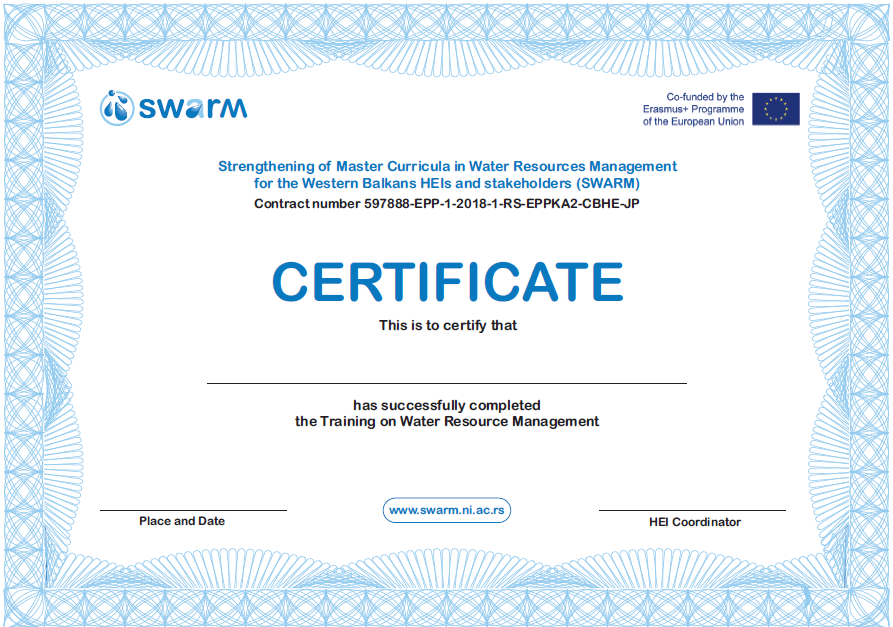 swarm
Co-funded by the
Erasmus+ Programme
of the European Union
Strengthening of Master Curricula in Water Resources Management
for the Western Balkans HEIs and stakeholders (SWARM)
Contract number 597888-EPP-1-2018-1-RS-EPPKA2-CBHE-JP
CERTIFICATE
This is to certify that
has successfully completed
the Training on Water Resource Management
www.swarm.ni.ac.rs
Place and Date
HEI Coordinator